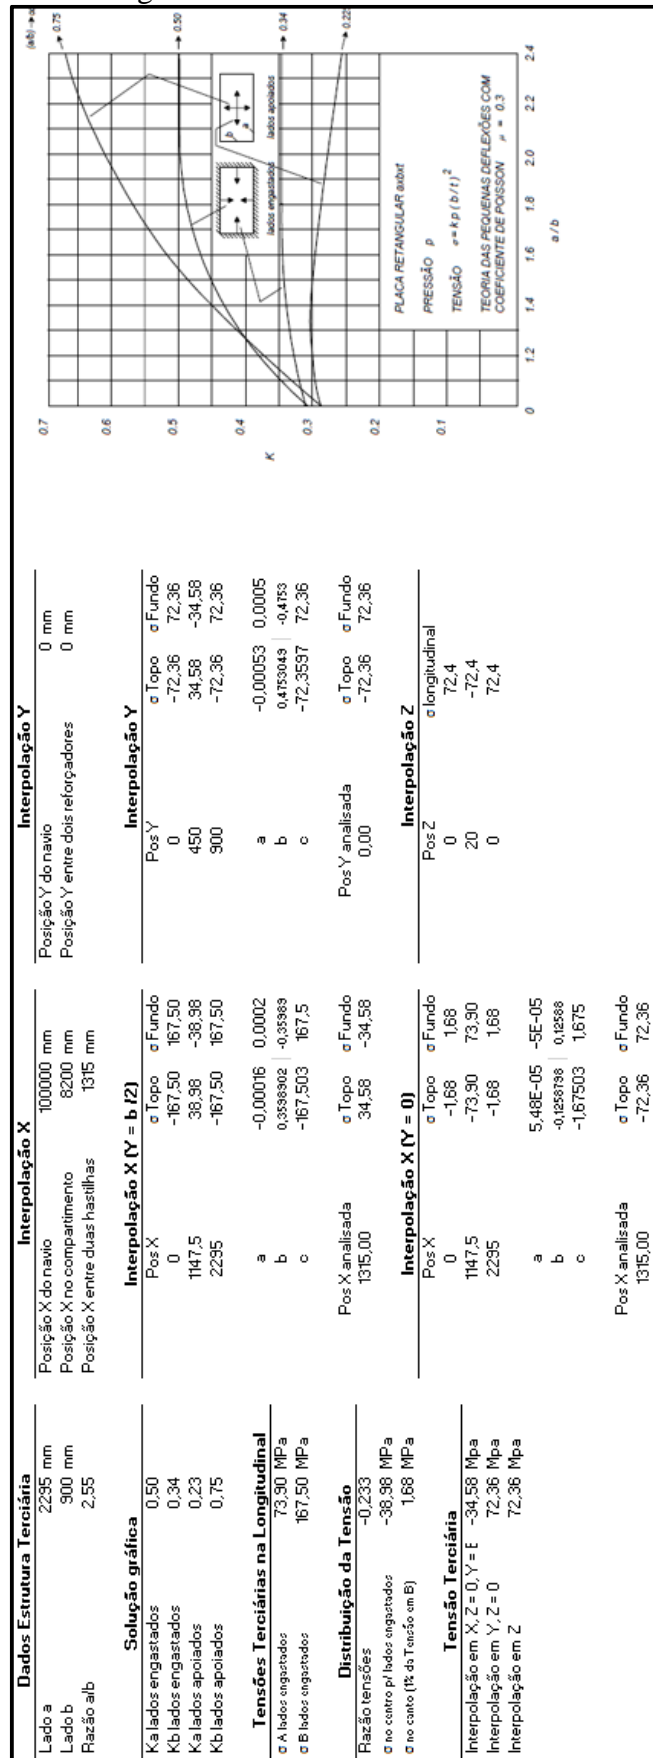 Dados Estrutura Terciária
Lado a 2295 mm
Lado b 900 mm
Razão a/b 2,55
Solução gráfica
Ka lados engastados 0,50
Kb lados engastados 0,34
Ka lados apoiados 0,23
Kb lados apoiados 0,75
Tensões Terciárias na Longitudinal
σ A lados engastados 73,90 MPa
σ B lados engastados 167,50 MPa
Distribuição da Tensão
Razão tensões -0,233
σ no centro p/ lados engastados -38,98 MPa
σ no canto (1% da Tensão em B) 1,68 MPa
Tensão Terciária
Interpolação em X, Z = 0, Y = E -34,58 Mpa
Interpolação em Y, Z = 0 72,36 Mpa
Interpolação em Z 72,36 Mpa
Interpolação X
Posição X do navio 100000 mm
Posição X no compartimento 8200 mm
Posição X entre duas hastilhas 1315 mm
Interpolação X (Y = b /2)
Pos X σ Topo σ Fundo
0 -167,50 167,50
1147,5 38,98 -38,98
2295 -167,50 167,50
a -0,00016 0,0002
b 0,3598902 -0,35989
c -167,503 167,5
Pos X analisada σ Topo σ Fundo
1315,00 34,58 -34,58
Interpolação X (Y = 0)
Pos X σ Topo σ Fundo
0 -1,68 1,68
1147,5 -73,90 73,90
2295 -1,68 1,68
a 5,48E-05 -5E-05
b -0,1258798 0,12588
c -1,67503 1,675
Pos X analisada σ Topo σ Fundo
1315,00 -72,36 72,36
Interpolação Y
Posição Y do navio 0 mm
Posição Y entre dois reforçadores 0 mm
Interpolação Y
Pos Y σ Topo σ Fundo
0 -72,36 72,36
450 34,58 -34,58
900 -72,36 72,36
a -0,00053 0,0005
b 0,4753049 -0,4753
c -72,3597 72,36
Pos Y analisada σ Topo σ Fundo
0,00 -72,36 72,36
Interpolação Z
Pos Z σ longitudinal
0 72,4
20 -72,4
0 72,4
(a/b)→∞
0.75
0.50
0.34
0.22
0.7
0.6
0.5
0.4
0.3
0.2
0.1
K
lados engastados
b
a
lados apoiados
PLACA RETANGULAR axbxt
PRESSÃO p
TENSÃO σ=kp(b/t)²
TEORIA DAS PEQUENAS DEFLEXÕES COM
COEFICIENTE DE POISSON μ = 0.3
0 1.2 1.4 1.6 1.8 2.0 2.2 2.4
a/b